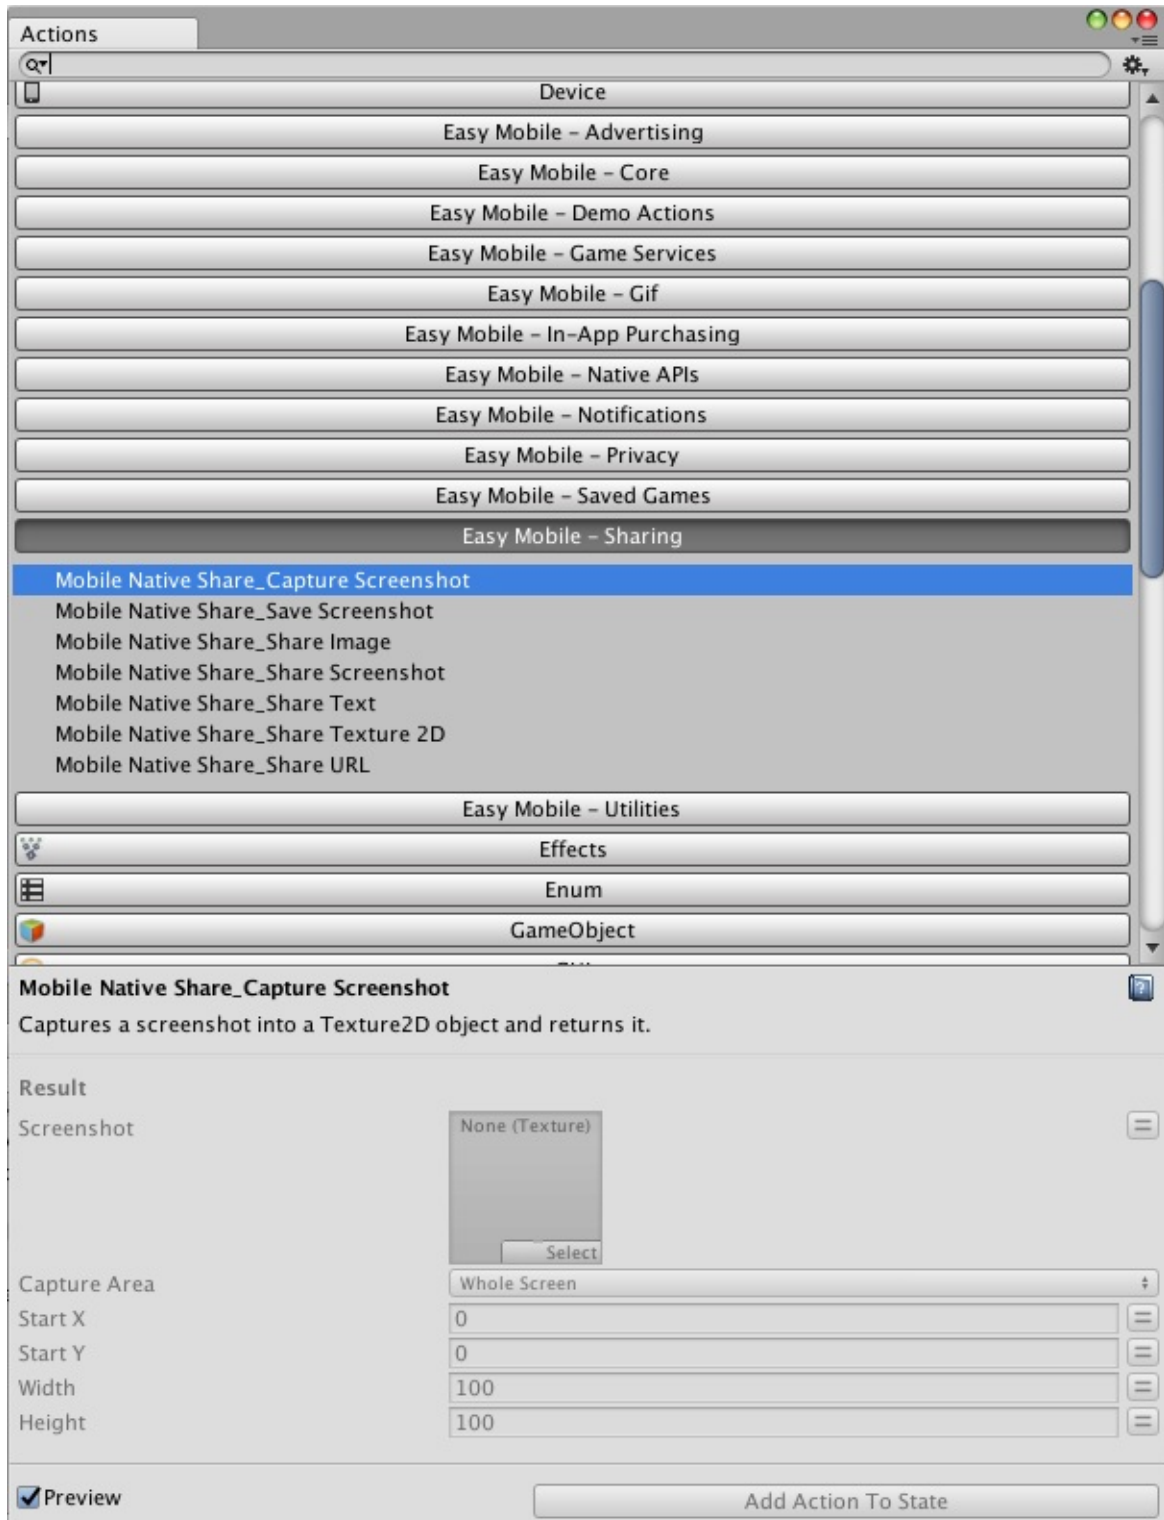 Actions
Device
Easy Mobile – Advertising
Easy Mobile – Core
Easy Mobile – Demo Actions
Easy Mobile – Game Services
Easy Mobile – Gif
Easy Mobile – In-App Purchasing
Easy Mobile – Native APIs
Easy Mobile – Notifications
Easy Mobile – Privacy
Easy Mobile – Saved Games
Easy Mobile – Sharing
Mobile Native Share_Capture Screenshot
Mobile Native Share_Save Screenshot
Mobile Native Share_Share Image
Mobile Native Share_Share Screenshot
Mobile Native Share_Share Text
Mobile Native Share_Share Texture 2D
Mobile Native Share_Share URL
Easy Mobile – Utilities
Effects
Enum
GameObject
Mobile Native Share_Capture Screenshot
Captures a screenshot into a Texture2D object and returns it.
Result
Screenshot None (Texture)
Select
Capture Area Whole Screen
Start X 0
Start Y 0
Width 100
Height 100
Preview Add Action To State